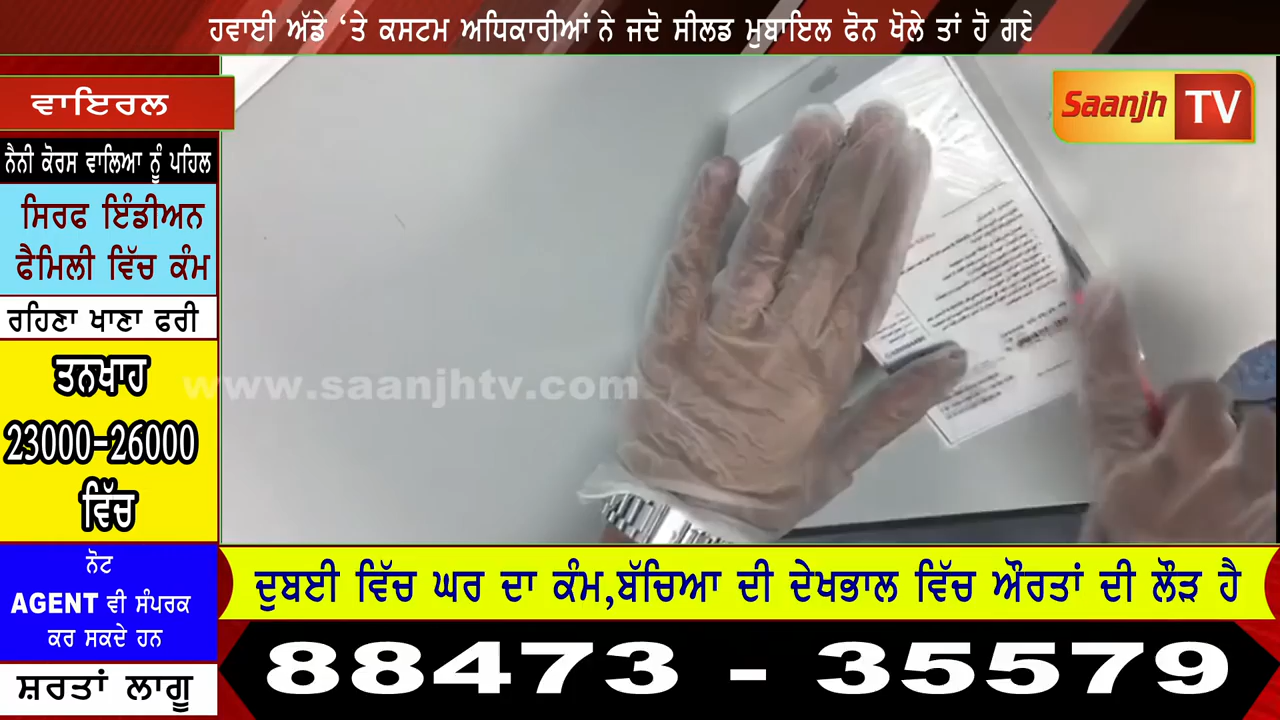 ਹਵਾਈ ਅੱਡੇ ‘ਤੇ ਕਸਟਮ ਅਧਿਕਾਰੀਆਂ ਨੇ ਜਦੋ ਸੀਲਡ ਮੁਬਾਇਲ ਫੋਨ ਖੋਲੇ ਤਾਂ ਹੋ ਗਏ
Saanjh TV
ਵਾਇਰਲ
ਨੈਨੀ ਕੋਰਸ ਵਾਲਿਆ ਨੂੰ ਪਹਿਲ
ਸਿਰਫ ਇੰਡੀਅਨ
ਫੈਮਿਲੀ ਵਿੱਚ ਕੰਮ
ਰਹਿਣਾ ਖਾਣਾ ਫਰੀ
ਤਨਖਾਹ
23000-26000
ਵਿੱਚ
www.saanjhtv.com
ਨੋਟ
AGENT ਵੀ ਸੰਪਰਕ
ਕਰ ਸਕਦੇ ਹਨ
ਸ਼ਰਤਾਂ ਲਾਗੂ
ਦੁਬਈ ਵਿੱਚ ਘਰ ਦਾ ਕੰਮ,ਬੱਚਿਆ ਦੀ ਦੇਖਭਾਲ ਵਿੱਚ ਔਰਤਾਂ ਦੀ ਲੌੜ ਹੈ
88473 - 35579